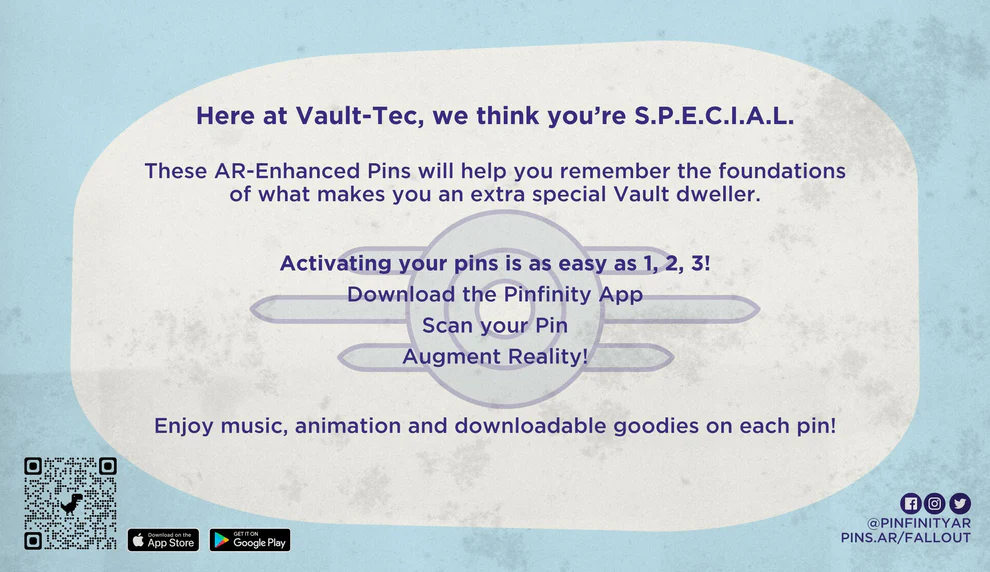 Here at Vault-Tec, we think you're S.P.E.C.I.A.L.
These AR-Enhanced Pins will help you remember the foundations
of what makes you an extra special Vault dweller.
Activating your pins is as easy as 1, 2, 3!
Download the Pinfinity App
Scan your Pin
Augment Reality!
Enjoy music, animation and downloadable goodies on each pin!
Download on the
App Store
GET IT ON
Google Play
@PINFINITYAR
PINS.AR/FALLOUT